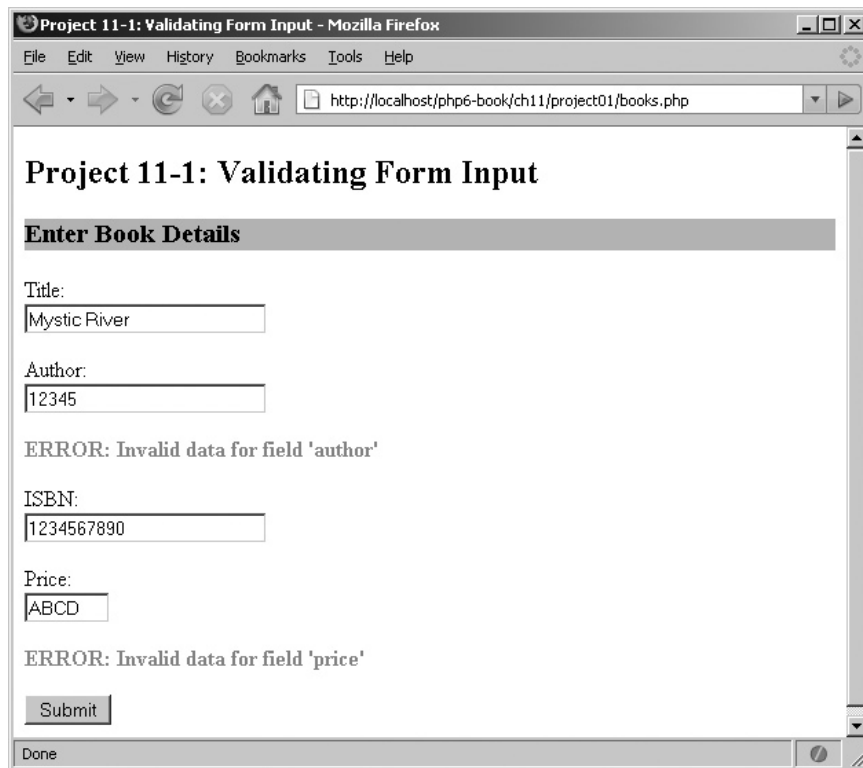 Project 11-1: Validating Form Input - Mozilla Firefox
File Edit View History Bookmarks Tools Help
http://localhost/php6-book/ch11/project01/books.php
Project 11-1: Validating Form Input
Enter Book Details
Title:
Mystic River
Author:
12345
ERROR: Invalid data for field 'author'
ISBN:
1234567890
Price:
ABCD
ERROR: Invalid data for field 'price'
Submit
Done